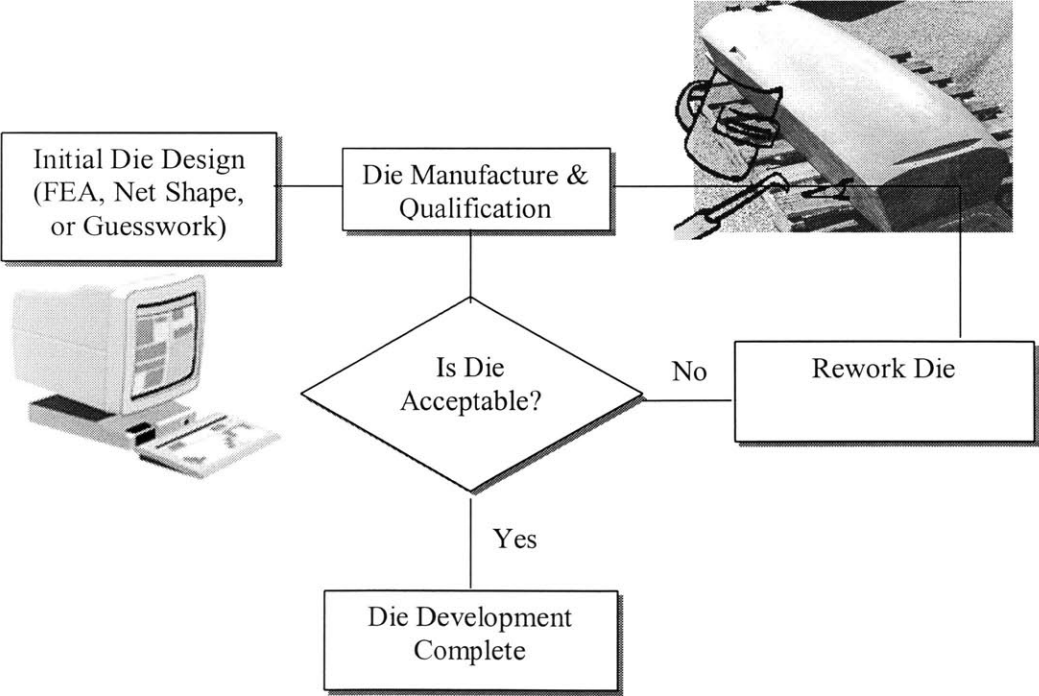 Initial Die Design
(FEA, Net Shape,
or Guesswork)
Die Manufacture &
Qualification
Is Die
Acceptable?
No
Rework Die
Yes
Die Development
Complete